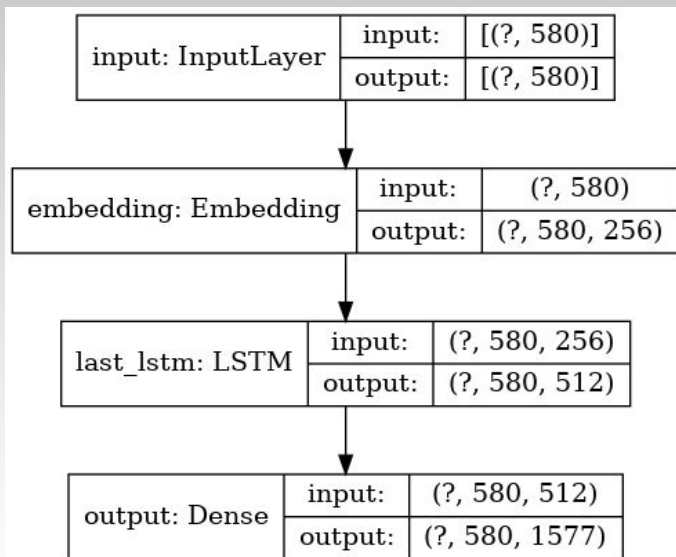 input: InputLayer
input: [(?, 580)]
output: [(?, 580)]
embedding: Embedding
input: (?, 580)
output: (?, 580, 256)
last_lstm: LSTM
input: (?, 580, 256)
output: (?, 580, 512)
output: Dense
input: (?, 580, 512)
output: (?, 580, 1577)